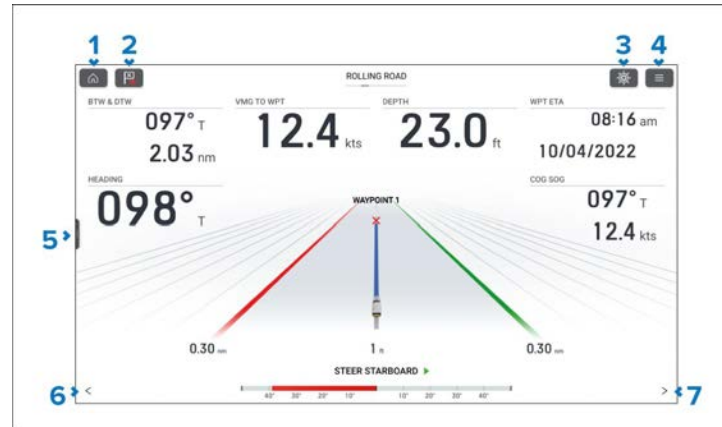 1 2 3 4
ROLLING ROAD
BTW & DTW VMG TO WPT DEPTH WPT ETA
097° T 12.4 kts 23.0 ft 08:16 am
2.03 nm 10/04/2022
HEADING COG SOG
098° T WAYPOINT 1 097° T
5 12.4 kts
0.30 nm 1 ft 0.30 nm
STEER STARBOARD
6 < > 7
40° 30° 20° 10° 10° 20° 30° 40°